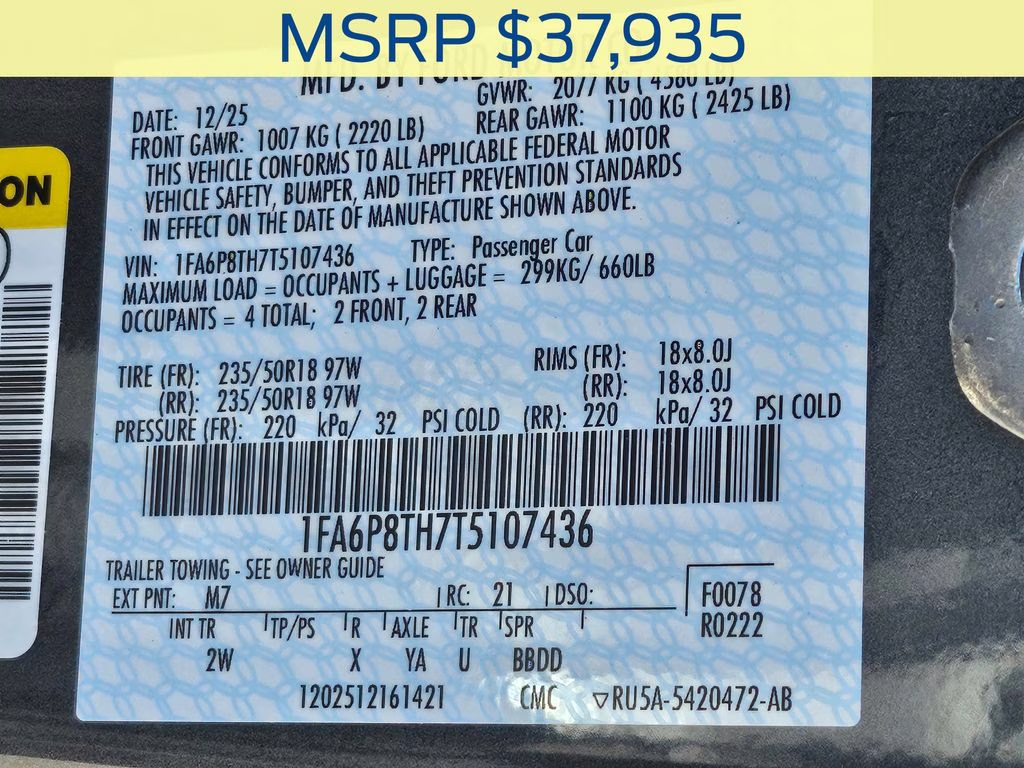 MSRP $37,935
MFD. BY FORD
GVWR: 2077 KG ( 4580 LB)
DATE: 12/25
FRONT GAWR: 1007 KG ( 2220 LB) REAR GAWR: 1100 KG ( 2425 LB)
THIS VEHICLE CONFORMS TO ALL APPLICABLE FEDERAL MOTOR
VEHICLE SAFETY, BUMPER, AND THEFT PREVENTION STANDARDS
IN EFFECT ON THE DATE OF MANUFACTURE SHOWN ABOVE.
VIN: 1FA6P8TH7T5107436 TYPE: Passenger Car
MAXIMUM LOAD = OCCUPANTS + LUGGAGE = 299KG/ 660LB
OCCUPANTS = 4 TOTAL; 2 FRONT, 2 REAR
TIRE (FR): 235/50R18 97W RIMS (FR): 18x8.0J
(RR): 235/50R18 97W (RR): 18x8.0J
PRESSURE (FR): 220 kPa/ 32 PSI COLD (RR): 220 kPa/ 32 PSI COLD
1FA6P8TH7T5107436
TRAILER TOWING - SEE OWNER GUIDE
EXT PNT: M7 RC: 21 DSO: F0078
INT TR TP/PS R AXLE TR SPR R0222
2W X YA U BBDD
1202512161421 CMC ▽RU5A-5420472-AB
ON